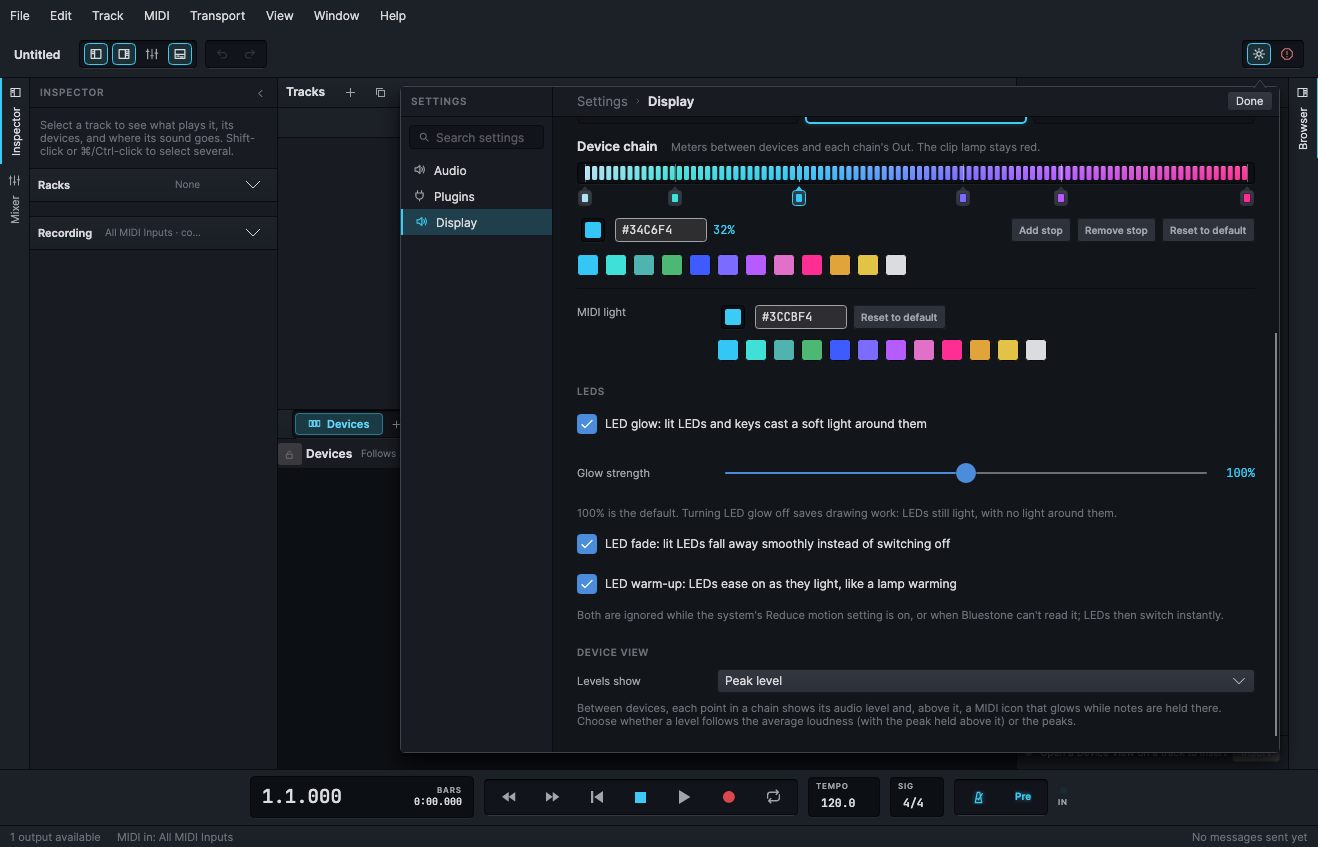 File Edit Track MIDI Transport View Window Help
Untitled
INSPECTOR
Inspector
Mixer
Select a track to see what plays it, its
devices, and where its sound goes. Shift-
click or ⌘/Ctrl-click to select several.
Racks None
Recording All MIDI Inputs · co...
Tracks
Devices
Devices Follows
SETTINGS
Search settings
Audio
Plugins
Display
Settings › Display
Done
Browser
Device chain Meters between devices and each chain's Out. The clip lamp stays red.
#34C6F4 32% Add stop Remove stop Reset to default
MIDI light #3CCBF4 Reset to default
LEDS
LED glow: lit LEDs and keys cast a soft light around them
Glow strength 100%
100% is the default. Turning LED glow off saves drawing work: LEDs still light, with no light around them.
LED fade: lit LEDs fall away smoothly instead of switching off
LED warm-up: LEDs ease on as they light, like a lamp warming
Both are ignored while the system's Reduce motion setting is on, or when Bluestone can't read it; LEDs then switch instantly.
DEVICE VIEW
Levels show Peak level
Between devices, each point in a chain shows its audio level and, above it, a MIDI icon that glows while notes are held there.
Choose whether a level follows the average loudness (with the peak held above it) or the peaks.
1.1.000 BARS
0:00.000
TEMPO
120.0
SIG
4/4
Pre
IN
1 output available MIDI in: All MIDI Inputs
No messages sent yet